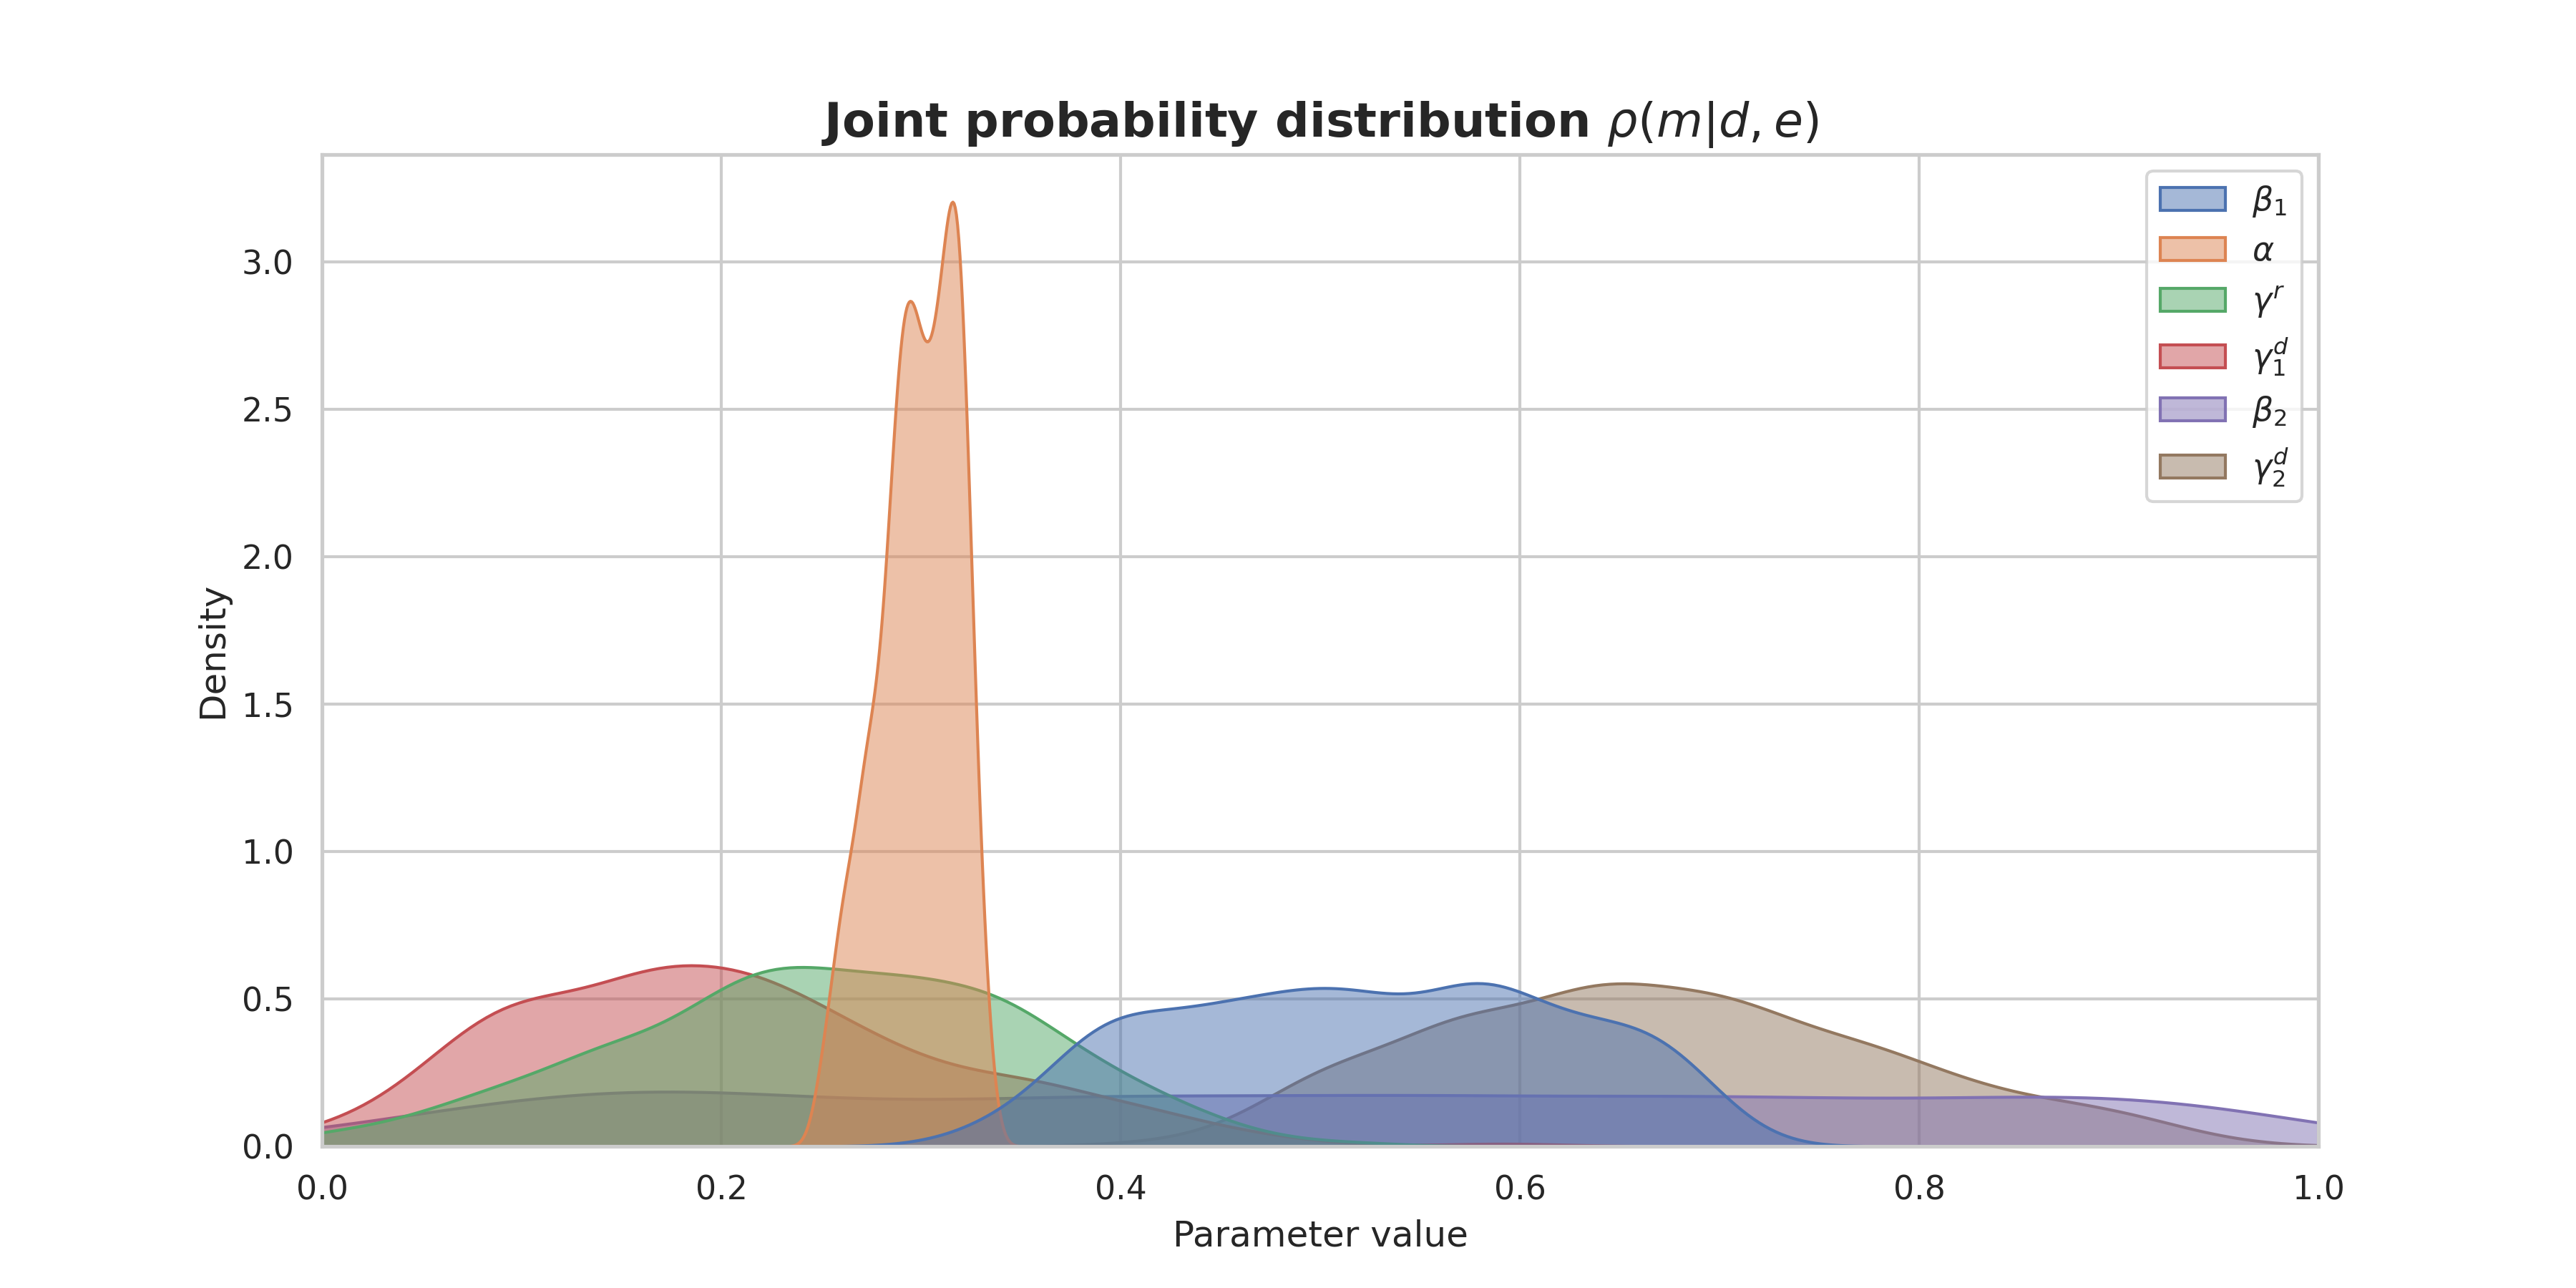 Joint probability distribution ρ(m|d, e)
β₁
α
γʳ
γ₁ᵈ
β₂
γ₂ᵈ
3.0
2.5
2.0
1.5
1.0
0.5
0.0
Density
0.0 0.2 0.4 0.6 0.8 1.0
Parameter value